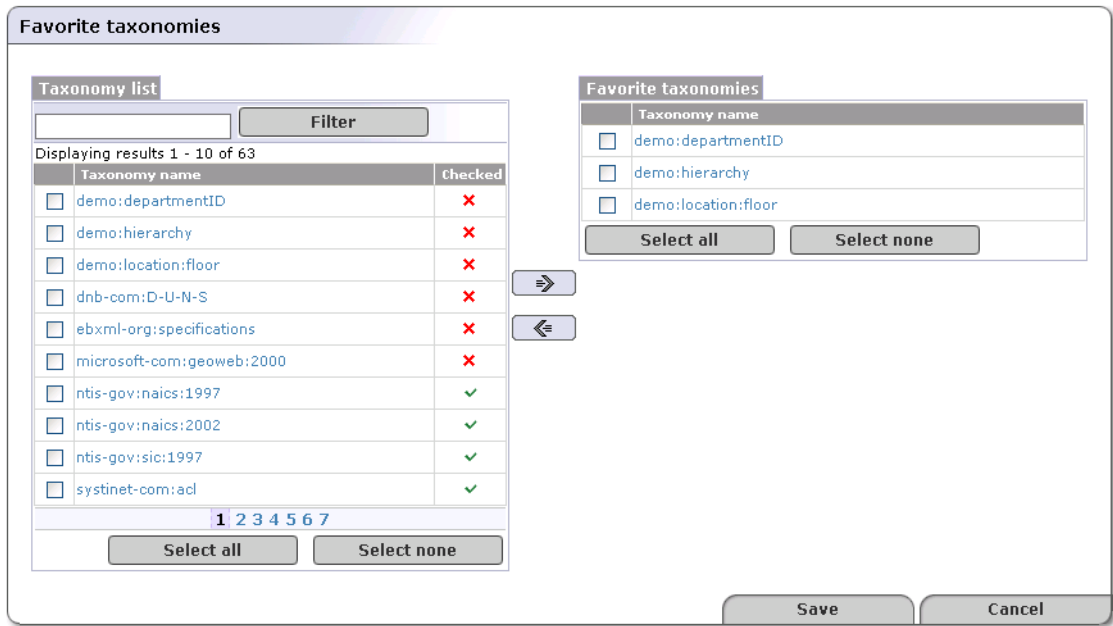 Favorite taxonomies
Taxonomy list
Filter
Displaying results 1 - 10 of 63
Taxonomy name Checked
demo:departmentID
demo:hierarchy
demo:location:floor
dnb-com:D-U-N-S
ebxml-org:specifications
microsoft-com:geoweb:2000
ntis-gov:naics:1997
ntis-gov:naics:2002
ntis-gov:sic:1997
systinet-com:acl
1 2 3 4 5 6 7
Select all Select none
Favorite taxonomies
Taxonomy name
demo:departmentID
demo:hierarchy
demo:location:floor
Select all Select none
Save Cancel